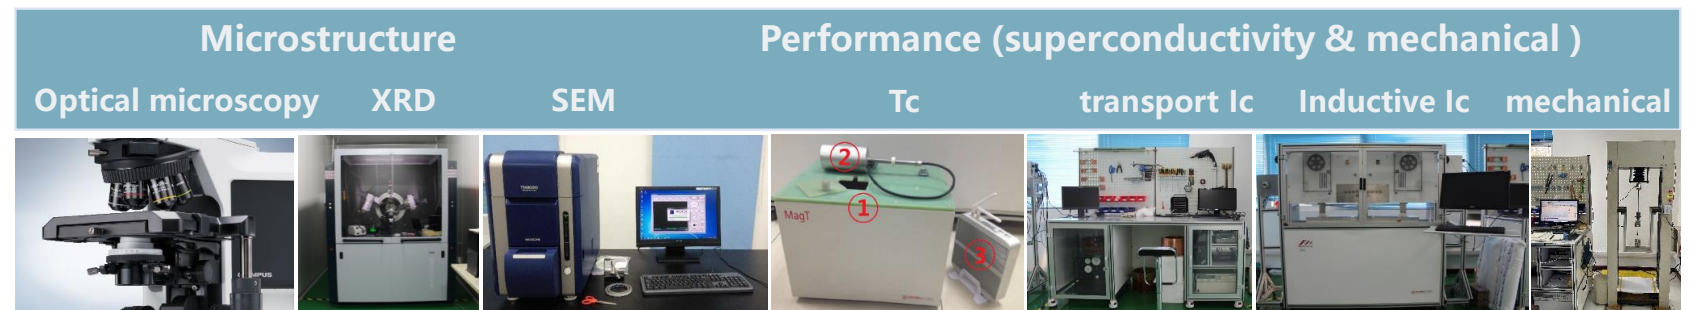 Microstructure
Performance (superconductivity & mechanical )
Optical microscopy
XRD
SEM
Tc
transport Ic
Inductive Ic
mechanical
②
①
MagT
③